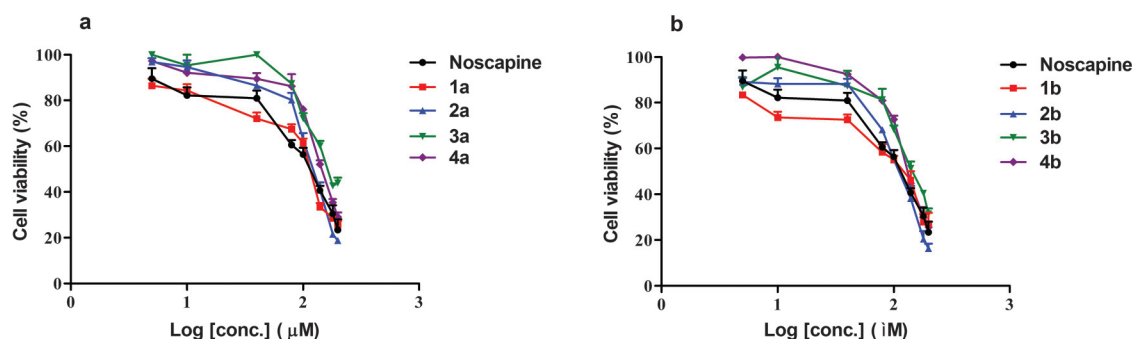 a
100
80
60
40
20
0
Cell viability (%)
0 1 2 3
Log [conc.] ( μM)
Noscapine
1a
2a
3a
4a
b
100
80
60
40
20
0
Cell viability (%)
0 1 2 3
Log [conc.] ( ìM)
Noscapine
1b
2b
3b
4b